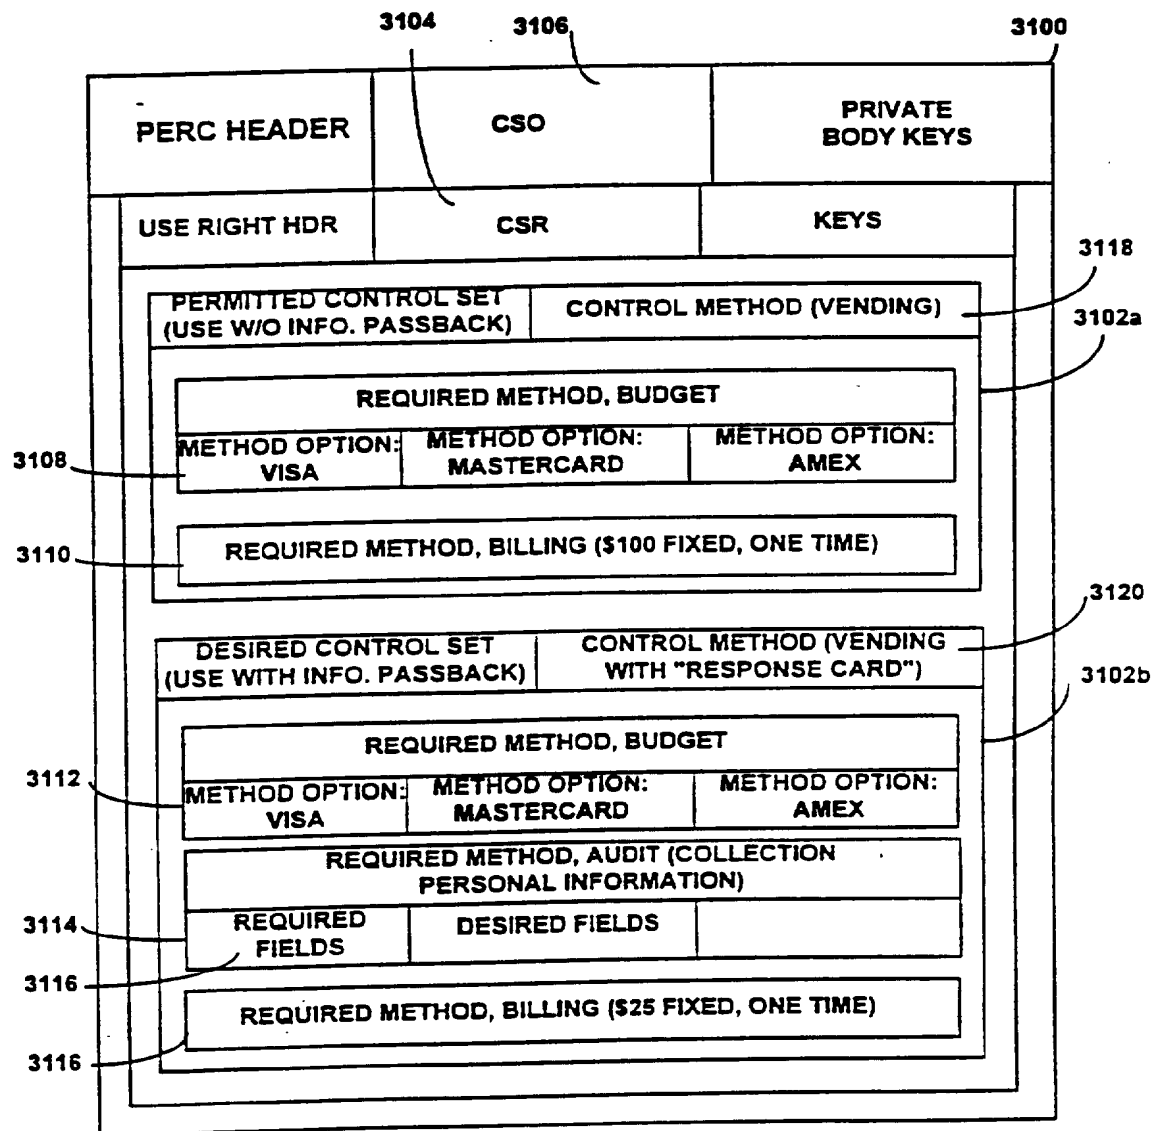 3104
3106
3100
PERC HEADER
CSO
PRIVATE
BODY KEYS
USE RIGHT HDR
CSR
KEYS
3118
PERMITTED CONTROL SET
(USE W/O INFO. PASSBACK)
CONTROL METHOD (VENDING)
3102a
REQUIRED METHOD, BUDGET
METHOD OPTION:
VISA
METHOD OPTION:
MASTERCARD
METHOD OPTION:
AMEX
3108
REQUIRED METHOD, BILLING ($100 FIXED, ONE TIME)
3110
3120
DESIRED CONTROL SET
(USE WITH INFO. PASSBACK)
CONTROL METHOD (VENDING
WITH "RESPONSE CARD")
3102b
REQUIRED METHOD, BUDGET
3112
METHOD OPTION:
VISA
METHOD OPTION:
MASTERCARD
METHOD OPTION:
AMEX
REQUIRED METHOD, AUDIT (COLLECTION
PERSONAL INFORMATION)
3114
REQUIRED
FIELDS
DESIRED FIELDS
3116
REQUIRED METHOD, BILLING ($25 FIXED, ONE TIME)
3116